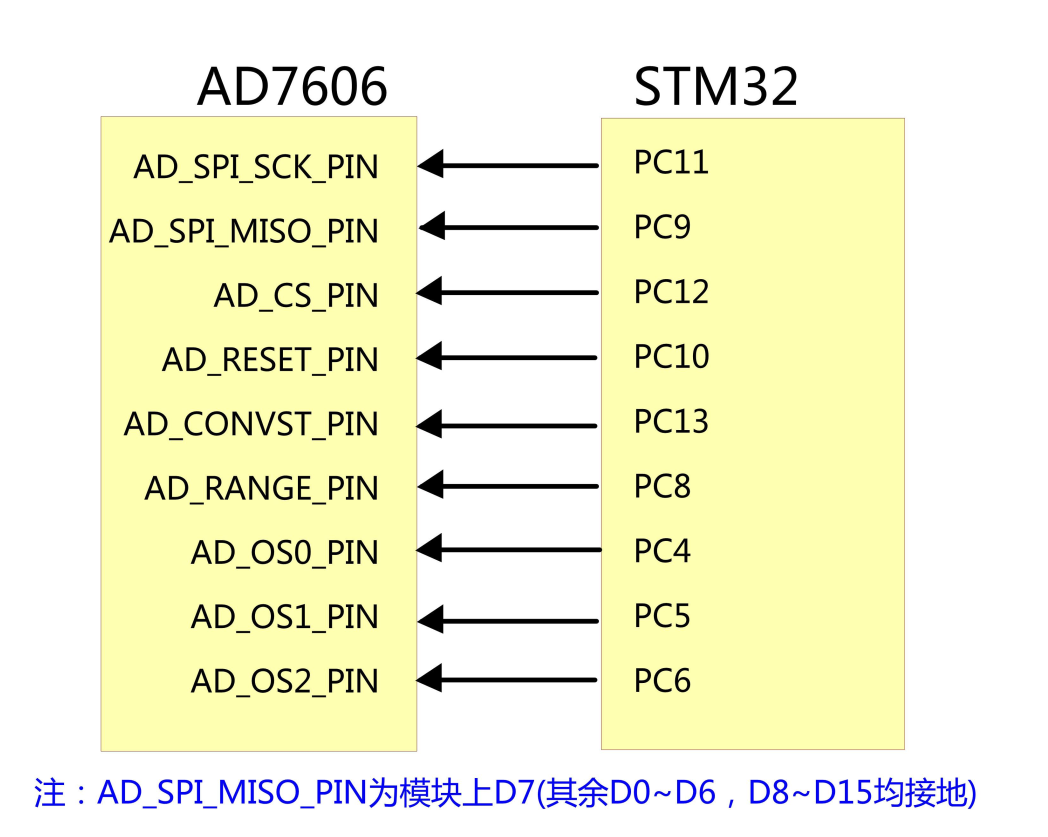 AD7606 STM32
AD_SPI_SCK_PIN PC11
AD_SPI_MISO_PIN PC9
AD_CS_PIN PC12
AD_RESET_PIN PC10
AD_CONVST_PIN PC13
AD_RANGE_PIN PC8
AD_OS0_PIN PC4
AD_OS1_PIN PC5
AD_OS2_PIN PC6
注：AD_SPI_MISO_PIN为模块上D7(其余D0~D6，D8~D15均接地)